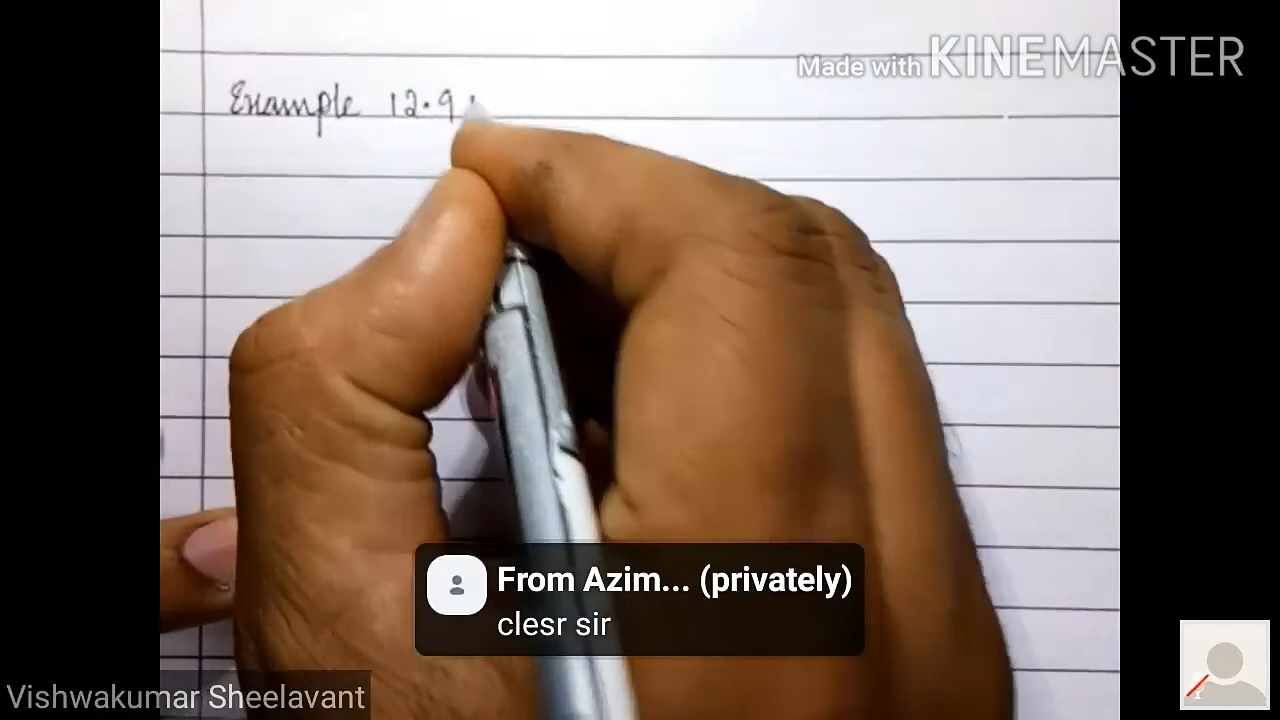 Made with KINEMASTER
Example 12.9
From Azim... (privately)
clesr sir
Vishwakumar Sheelavant